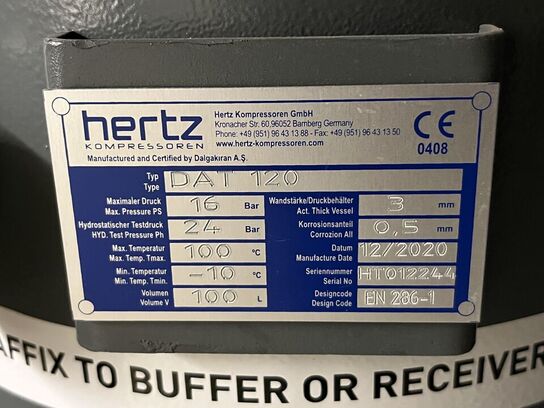 hertz
KOMPRESSOREN
Hertz Kompressoren GmbH
Kronacher Str. 60,96052 Bamberg Germany
Phone: +49 (951) 96 43 13 88 - Fax: +49 (951) 96 43 13 50
www.hertz-kompressoren.com
CE
0408
Manufactured and Certified by Dalgakıran A.Ş.
Typ
Type
DAT 120
Maximaler Druck
Max. Pressure PS
16 Bar
Hydrostatischer Testdruck
HYD. Test Pressure Ph
24 Bar
Max. Temperatur
Max. Temp. Tmax.
100 °C
Min. Temperatur
Min. Temp. Tmin.
-10 °C
Volumen
Volume V
100 L
Wandstärke/Druckbehälter
Act. Thick Vessel
3 mm
Korrosionsanteil
Corrozion All
0,5 mm
Datum
Manufacture Date
12/2020
Seriennummer
Serial No
HT012244
Designcode
Design Code
EN 286-1
AFFIX TO BUFFER OR RECEIVER